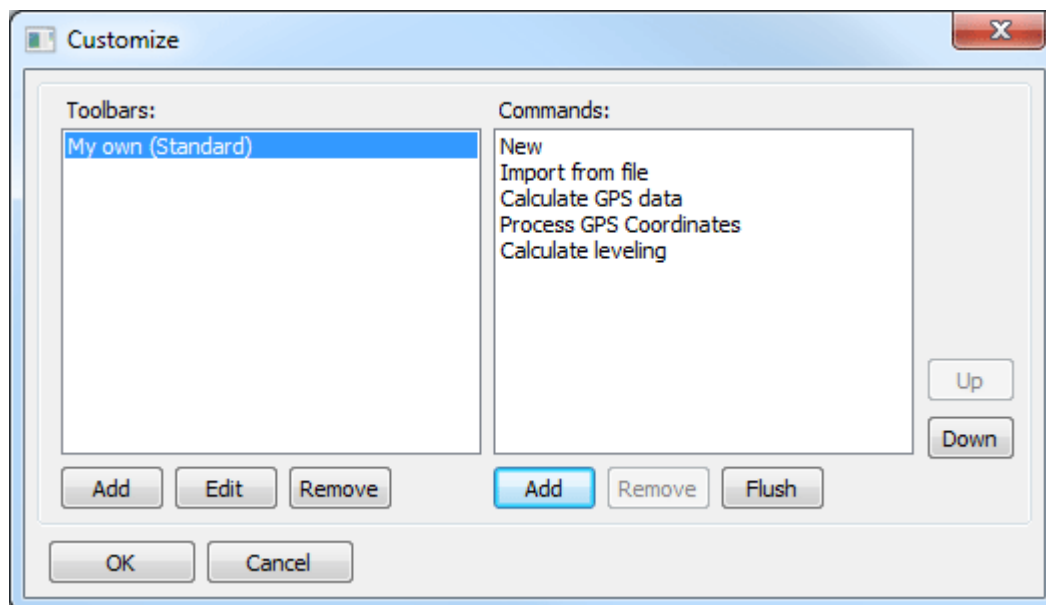 Customize
Toolbars:
Commands:
My own (Standard)
New
Import from file
Calculate GPS data
Process GPS Coordinates
Calculate leveling
Up
Down
Add Edit Remove
Add Remove Flush
OK Cancel